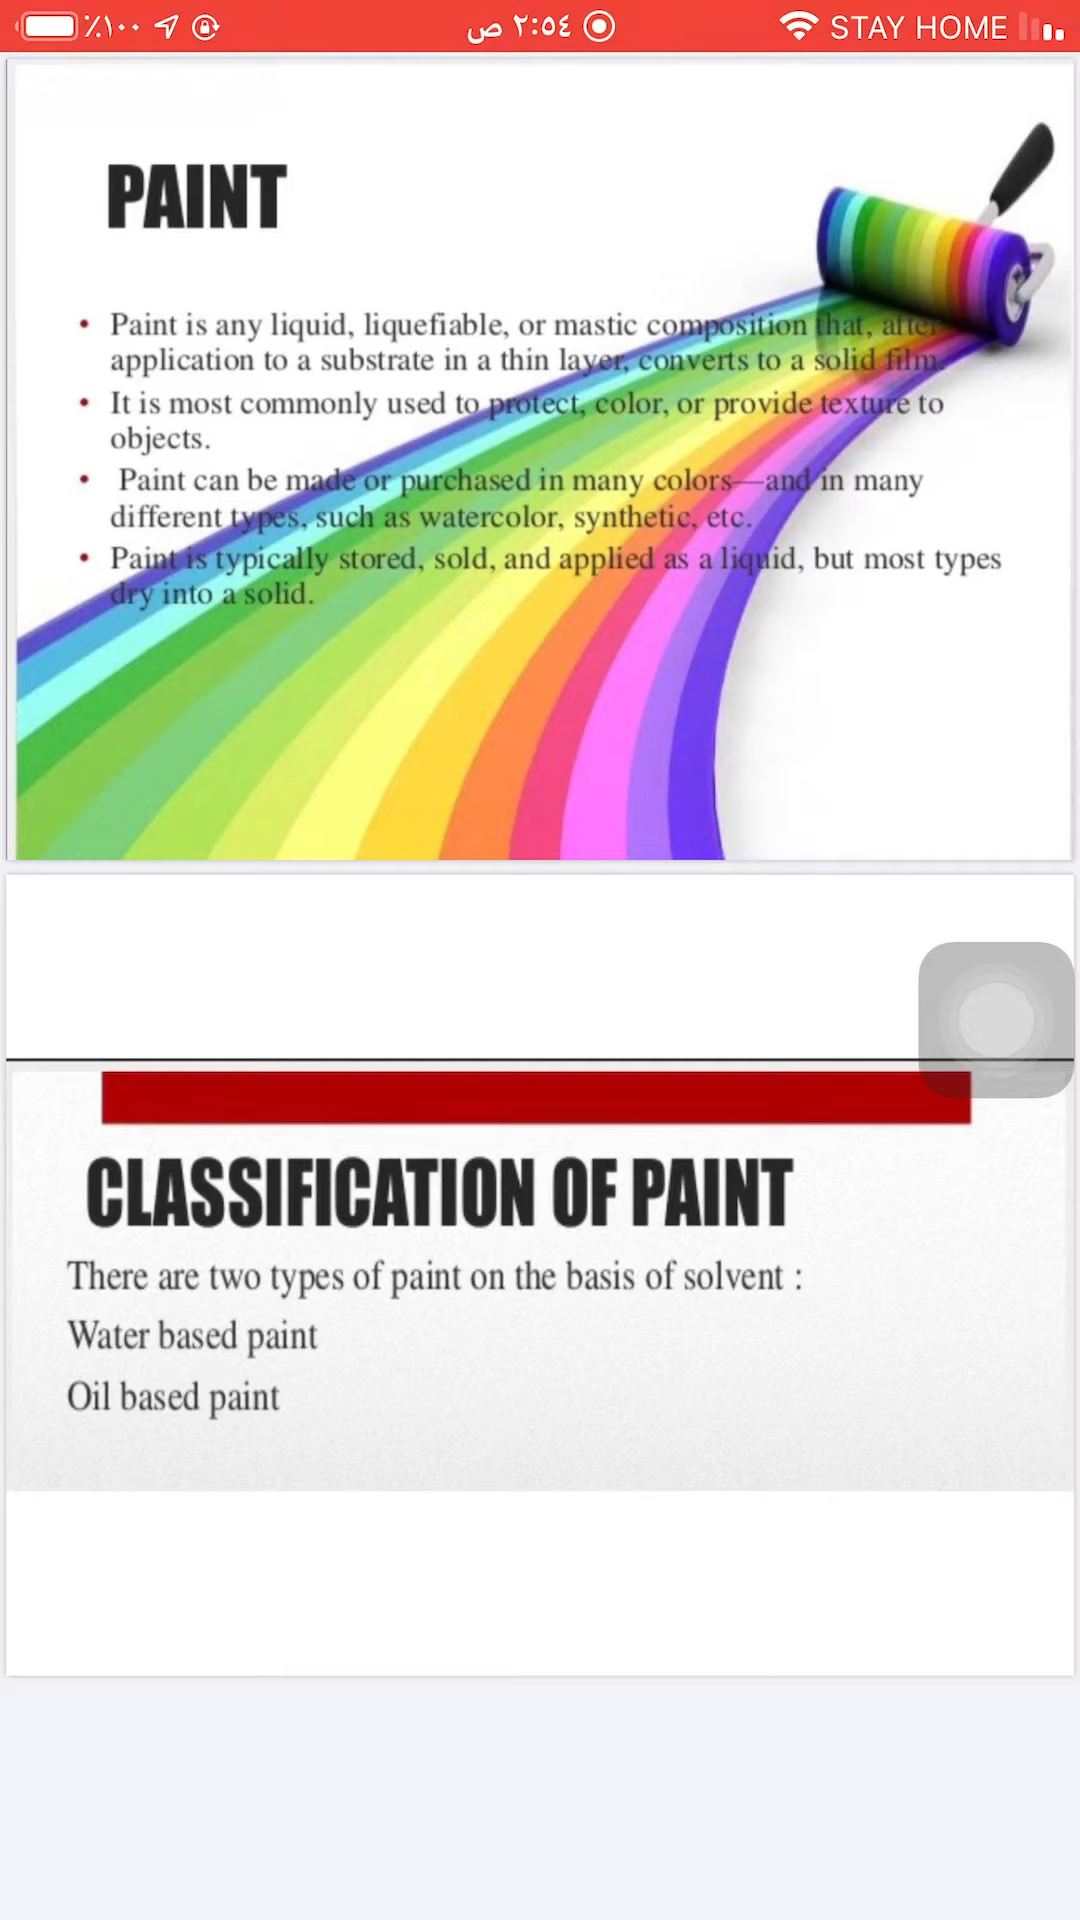 ٪١٠٠ ٢:٥٤ ص STAY HOME
PAINT
• Paint is any liquid, liquefiable, or mastic composition that, after
application to a substrate in a thin layer, converts to a solid film.
• It is most commonly used to protect, color, or provide texture to
objects.
• Paint can be made or purchased in many colors—and in many
different types, such as watercolor, synthetic, etc.
• Paint is typically stored, sold, and applied as a liquid, but most types
dry into a solid.
CLASSIFICATION OF PAINT
There are two types of paint on the basis of solvent :
Water based paint
Oil based paint